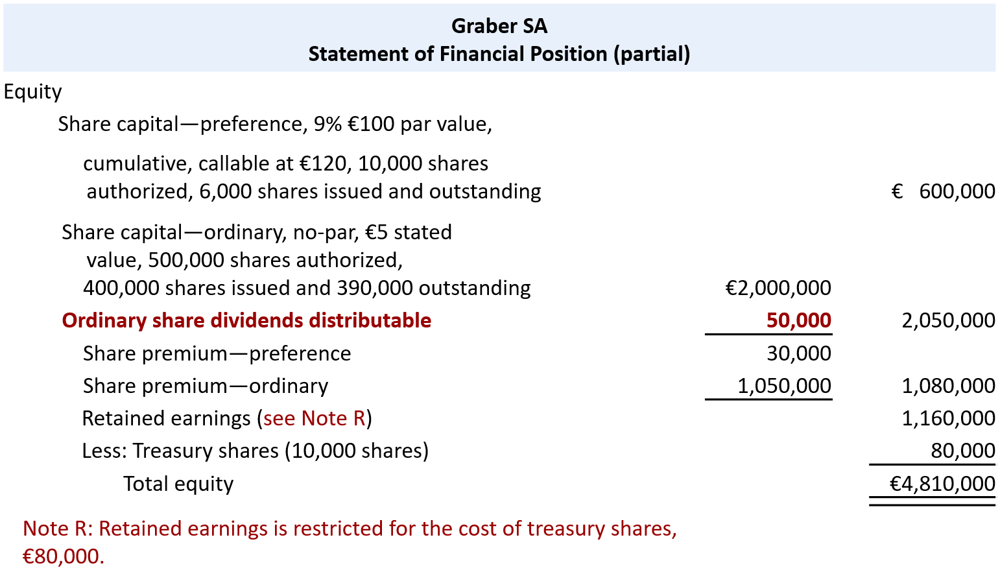 Graber SA
Statement of Financial Position (partial)
Equity
Share capital—preference, 9% €100 par value,
cumulative, callable at €120, 10,000 shares
authorized, 6,000 shares issued and outstanding € 600,000
Share capital—ordinary, no-par, €5 stated
value, 500,000 shares authorized,
400,000 shares issued and 390,000 outstanding €2,000,000
Ordinary share dividends distributable 50,000 2,050,000
Share premium—preference 30,000
Share premium—ordinary 1,050,000 1,080,000
Retained earnings (see Note R) 1,160,000
Less: Treasury shares (10,000 shares) 80,000
Total equity €4,810,000
Note R: Retained earnings is restricted for the cost of treasury shares,
€80,000.